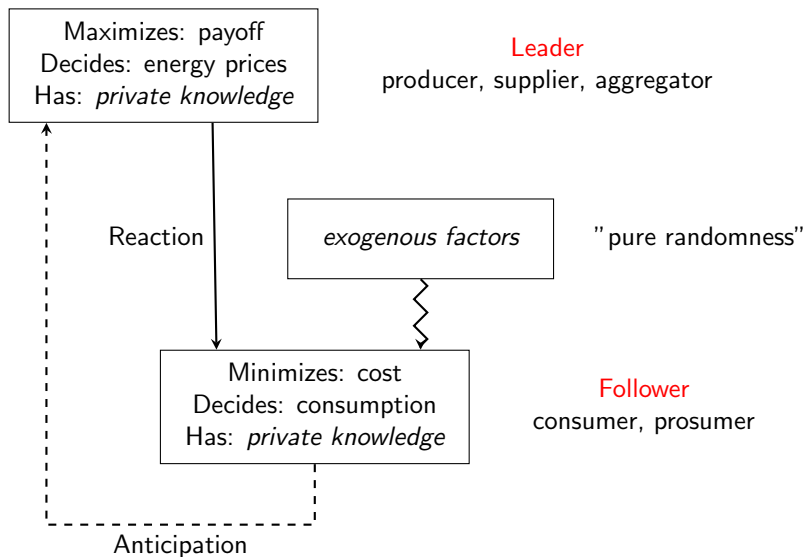 Maximizes: payoff
Decides: energy prices
Has: private knowledge
Leader
producer, supplier, aggregator
Reaction
exogenous factors
"pure randomness"
Minimizes: cost
Decides: consumption
Has: private knowledge
Follower
consumer, prosumer
Anticipation